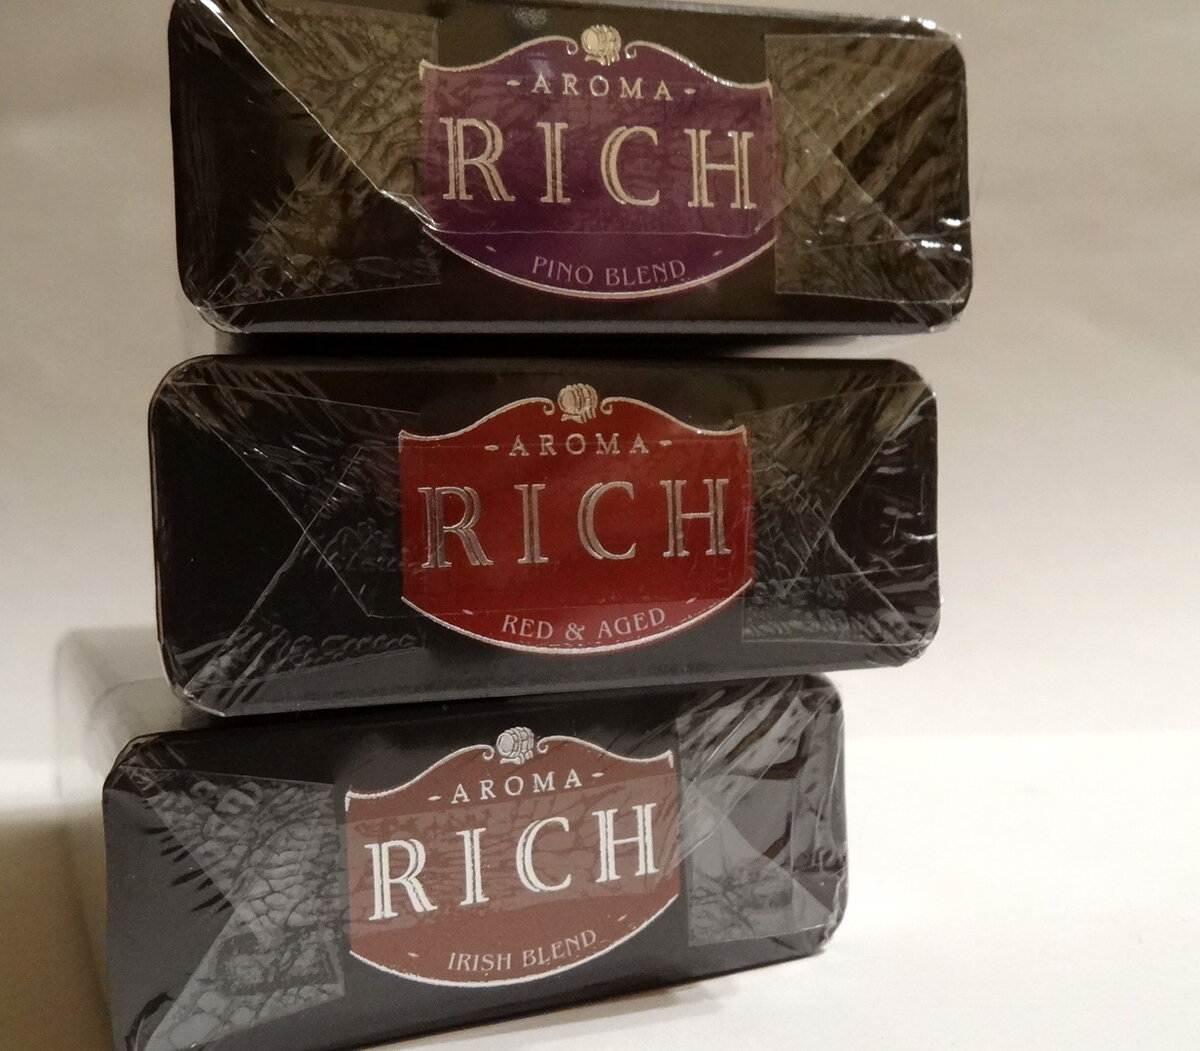 -AROMA-
RICH
PINO BLEND
-AROMA-
RICH
RED & AGED
-AROMA-
RICH
IRISH BLEND